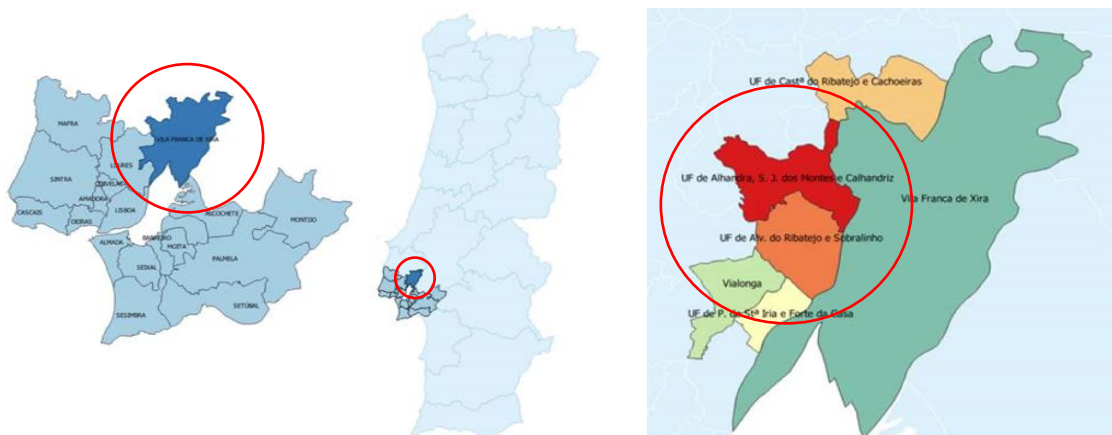 MAFRA
VILA FRANCA DE XIRA
LOURES
SINTRA
ODIVELAS
AMADORA
LISBOA
CASCAIS
OEIRAS
ALCOCHETE
MONTIJO
ALMADA
BARREIRO
MOITA
SEIXAL
PALMELA
SESIMBRA
SETÚBAL
UF de Castª do Ribatejo e Cachoeiras
UF de Alhandra, S. J. dos Montes e Calhandriz
Vila Franca de Xira
UF de Alv. do Ribatejo e Sobralinho
Vialonga
UF de P. de Stª Iria e Forte da Casa